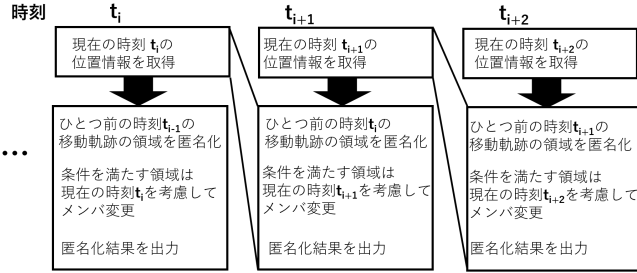 時刻
t_i
t_{i+1}
t_{i+2}
現在の時刻 t_iの
位置情報を取得
現在の時刻 t_{i+1}の
位置情報を取得
現在の時刻 t_{i+2}の
位置情報を取得
…
ひとつ前の時刻t_{i-1}の
移動軌跡の領域を匿名化
条件を満たす領域は
現在の時刻t_iを考慮して
メンバ変更
匿名化結果を出力
ひとつ前の時刻t_iの
移動軌跡の領域を匿名化
条件を満たす領域は
現在の時刻t_{i+1}を考慮して
メンバ変更
匿名化結果を出力
ひとつ前の時刻t_{i+1}の
移動軌跡の領域を匿名化
条件を満たす領域は
現在の時刻t_{i+2}を考慮して
メンバ変更
匿名化結果を出力